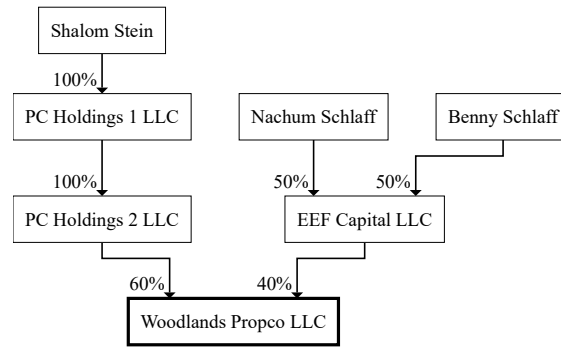 Shalom Stein
100%
PC Holdings 1 LLC
Nachum Schlaff
Benny Schlaff
100%
50%
50%
PC Holdings 2 LLC
EEF Capital LLC
60%
40%
Woodlands Propco LLC